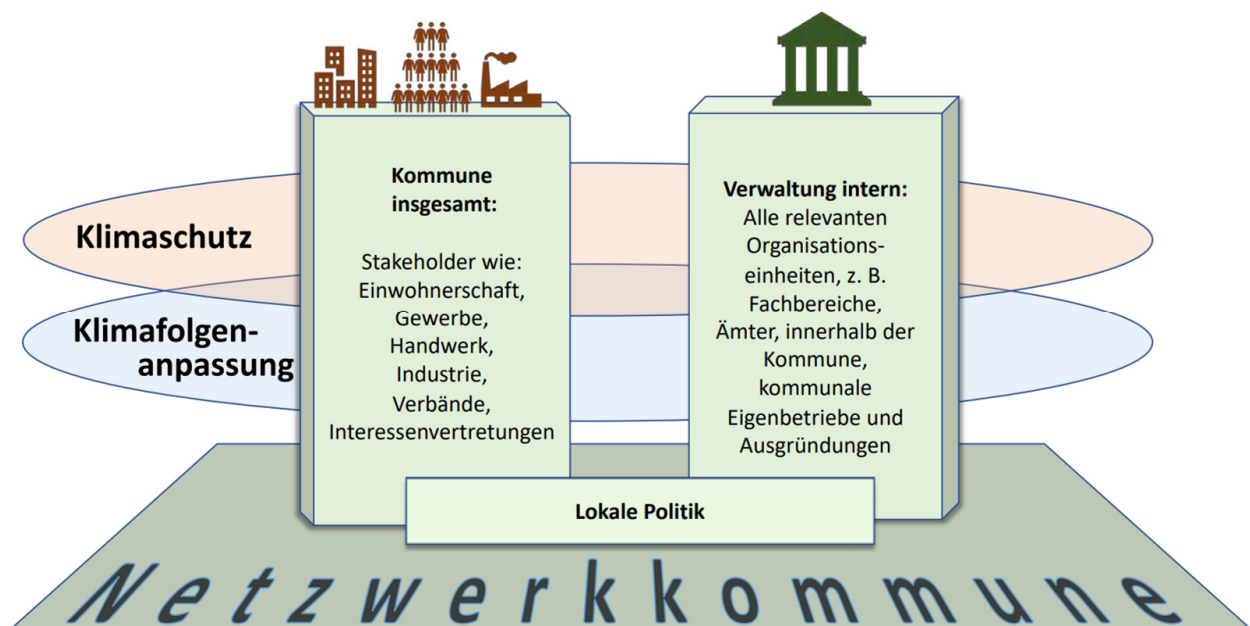 Klimaschutz
Klimafolgen-
anpassung
Kommune
insgesamt:
Stakeholder wie:
Einwohnerschaft,
Gewerbe,
Handwerk,
Industrie,
Verbände,
Interessenvertretungen
Verwaltung intern:
Alle relevanten
Organisations-
einheiten, z. B.
Fachbereiche,
Ämter, innerhalb der
Kommune,
kommunale
Eigenbetriebe und
Ausgründungen
Lokale Politik
Netzwerkkommune